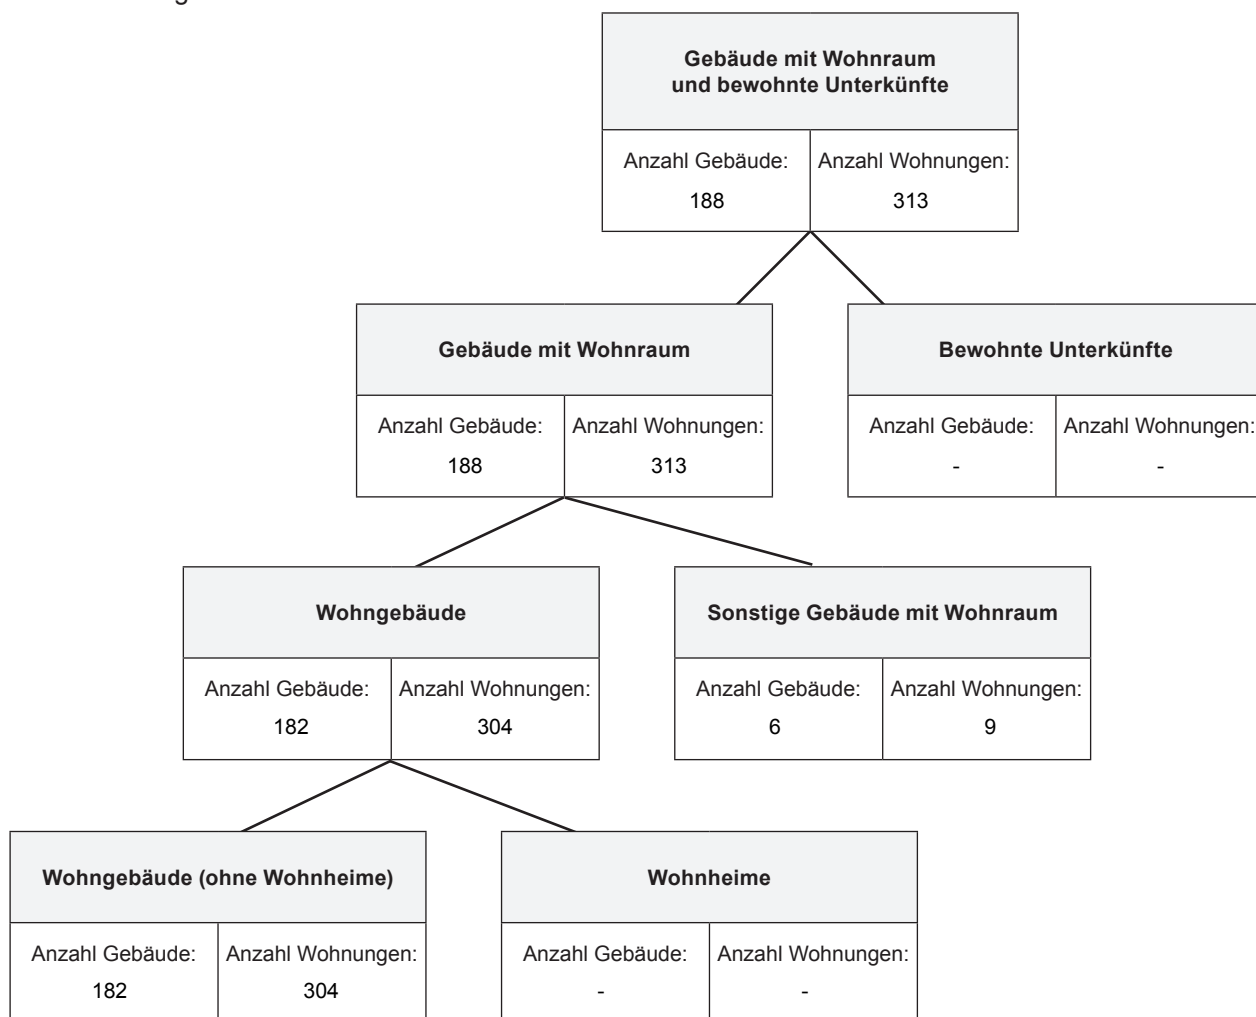 Gebäude mit Wohnraum
und bewohnte Unterkünfte
Anzahl Gebäude: Anzahl Wohnungen:
188 313
Gebäude mit Wohnraum
Anzahl Gebäude: Anzahl Wohnungen:
188 313
Bewohnte Unterkünfte
Anzahl Gebäude: Anzahl Wohnungen:
- -
Wohngebäude
Anzahl Gebäude: Anzahl Wohnungen:
182 304
Sonstige Gebäude mit Wohnraum
Anzahl Gebäude: Anzahl Wohnungen:
6 9
Wohngebäude (ohne Wohnheime)
Anzahl Gebäude: Anzahl Wohnungen:
182 304
Wohnheime
Anzahl Gebäude: Anzahl Wohnungen:
- -